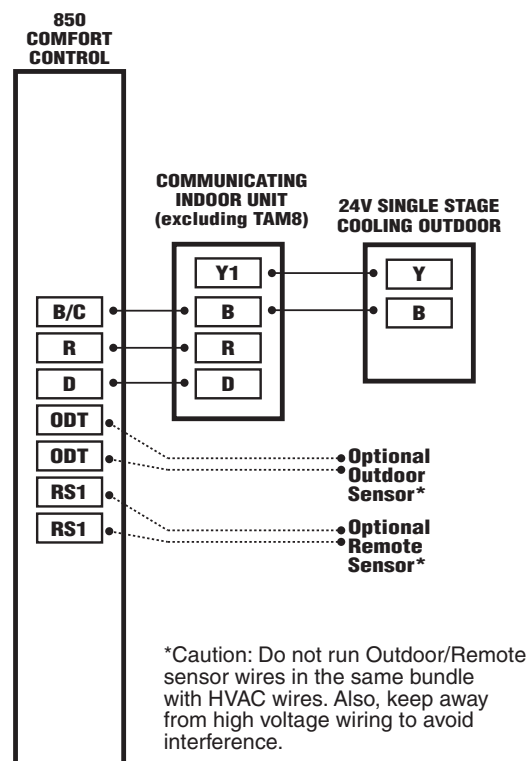 850
COMFORT
CONTROL
COMMUNICATING
INDOOR UNIT
(excluding TAM8)
24V SINGLE STAGE
COOLING OUTDOOR
Y1
Y
B/C
B
B
R
R
D
D
ODT
ODT
RS1
RS1
Optional
Outdoor
Sensor*
Optional
Remote
Sensor*
*Caution: Do not run Outdoor/Remote
sensor wires in the same bundle
with HVAC wires. Also, keep away
from high voltage wiring to avoid
interference.